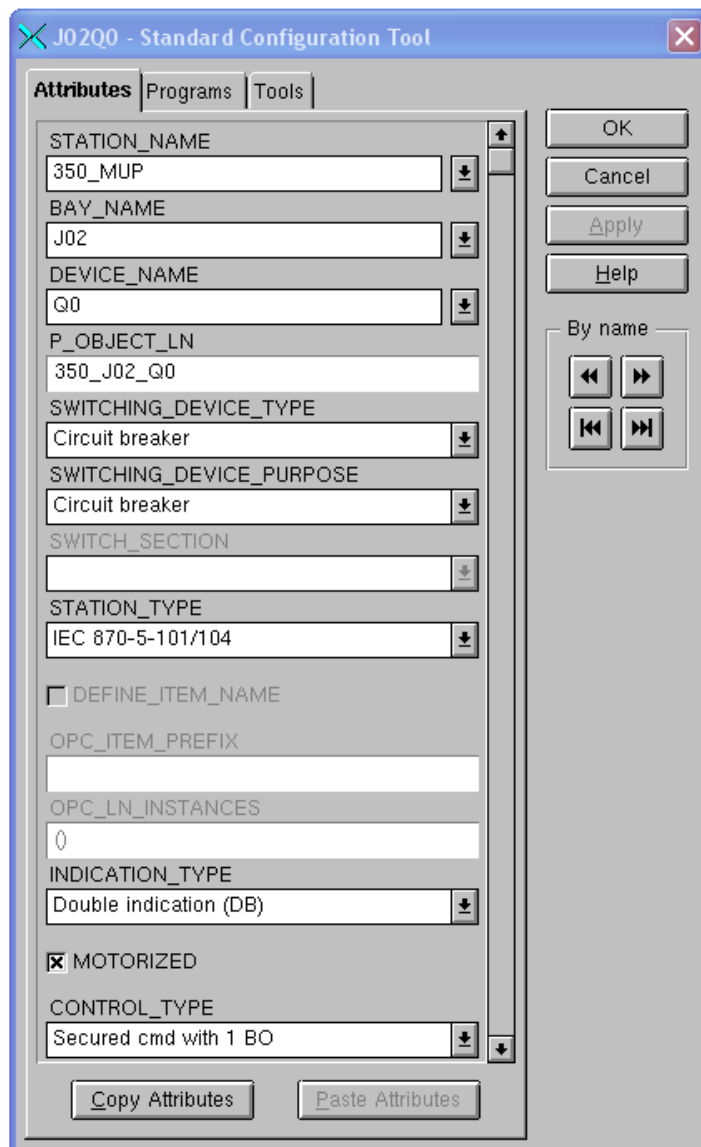 J02Q0 - Standard Configuration Tool
Attributes Programs Tools
STATION_NAME
350_MUP
BAY_NAME
J02
DEVICE_NAME
Q0
P_OBJECT_LN
350_J02_Q0
SWITCHING_DEVICE_TYPE
Circuit breaker
SWITCHING_DEVICE_PURPOSE
Circuit breaker
SWITCH_SECTION
STATION_TYPE
IEC 870-5-101/104
DEFINE_ITEM_NAME
OPC_ITEM_PREFIX
OPC_LN_INSTANCES
()
INDICATION_TYPE
Double indication (DB)
MOTORIZED
CONTROL_TYPE
Secured cmd with 1 BO
Copy Attributes Paste Attributes
OK
Cancel
Apply
Help
By name